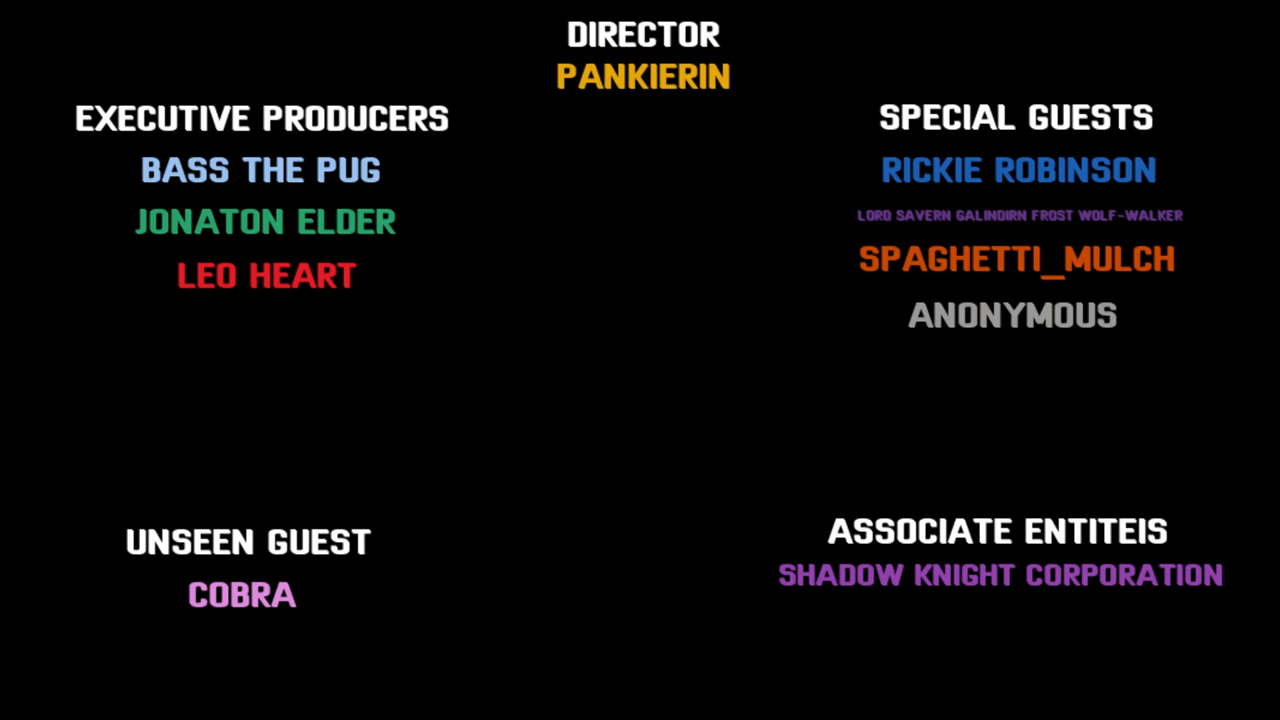 DIRECTOR
PANKIERIN
EXECUTIVE PRODUCERS
BASS THE PUG
JONATON ELDER
LEO HEART
SPECIAL GUESTS
RICKIE ROBINSON
LORD SAVERN GALINDIRN FROST WOLF-WALKER
SPAGHETTI_MULCH
ANONYMOUS
UNSEEN GUEST
COBRA
ASSOCIATE ENTITEIS
SHADOW KNIGHT CORPORATION